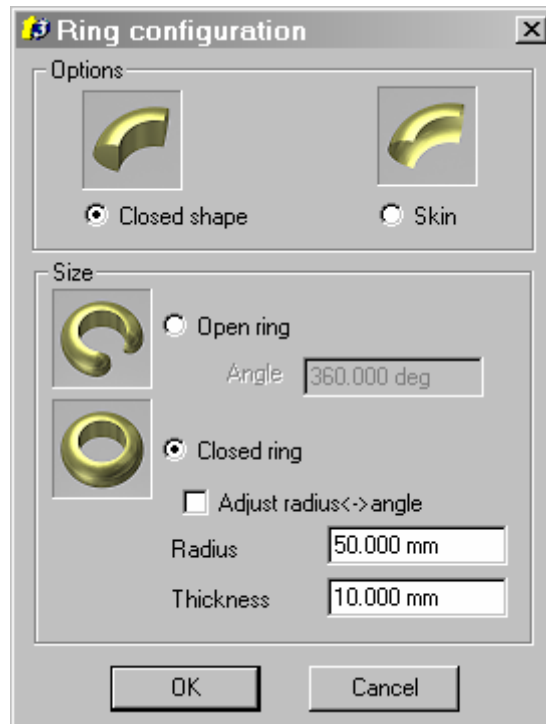 Ring configuration
Options
Closed shape
Skin
Size
Open ring
Angle 360.000 deg
Closed ring
Adjust radius<->angle
Radius 50.000 mm
Thickness 10.000 mm
OK Cancel